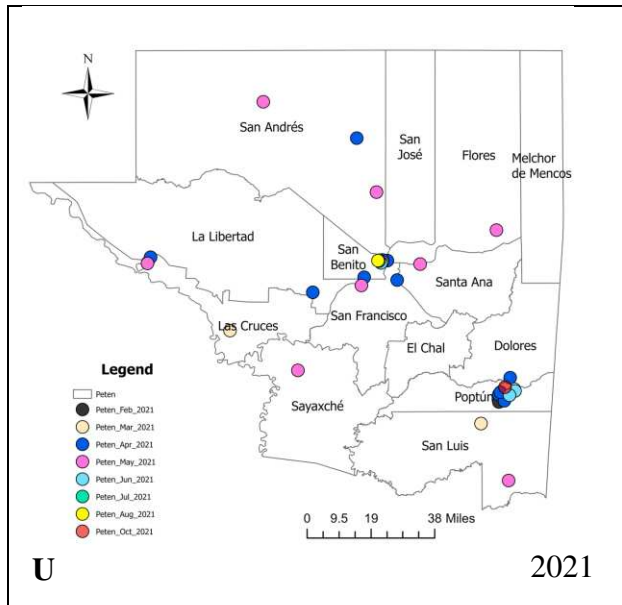 N
San Andrés
San
José
Flores
Melchor
de Mencos
La Libertad
San
Benito
Santa Ana
San Francisco
Las Cruces
El Chal
Dolores
Sayaxché
Poptún
San Luis
Legend
Peten
Peten_Feb_2021
Peten_Mar_2021
Peten_Apr_2021
Peten_May_2021
Peten_Jun_2021
Peten_Jul_2021
Peten_Aug_2021
Peten_Oct_2021
0 9.5 19 38 Miles
U
2021